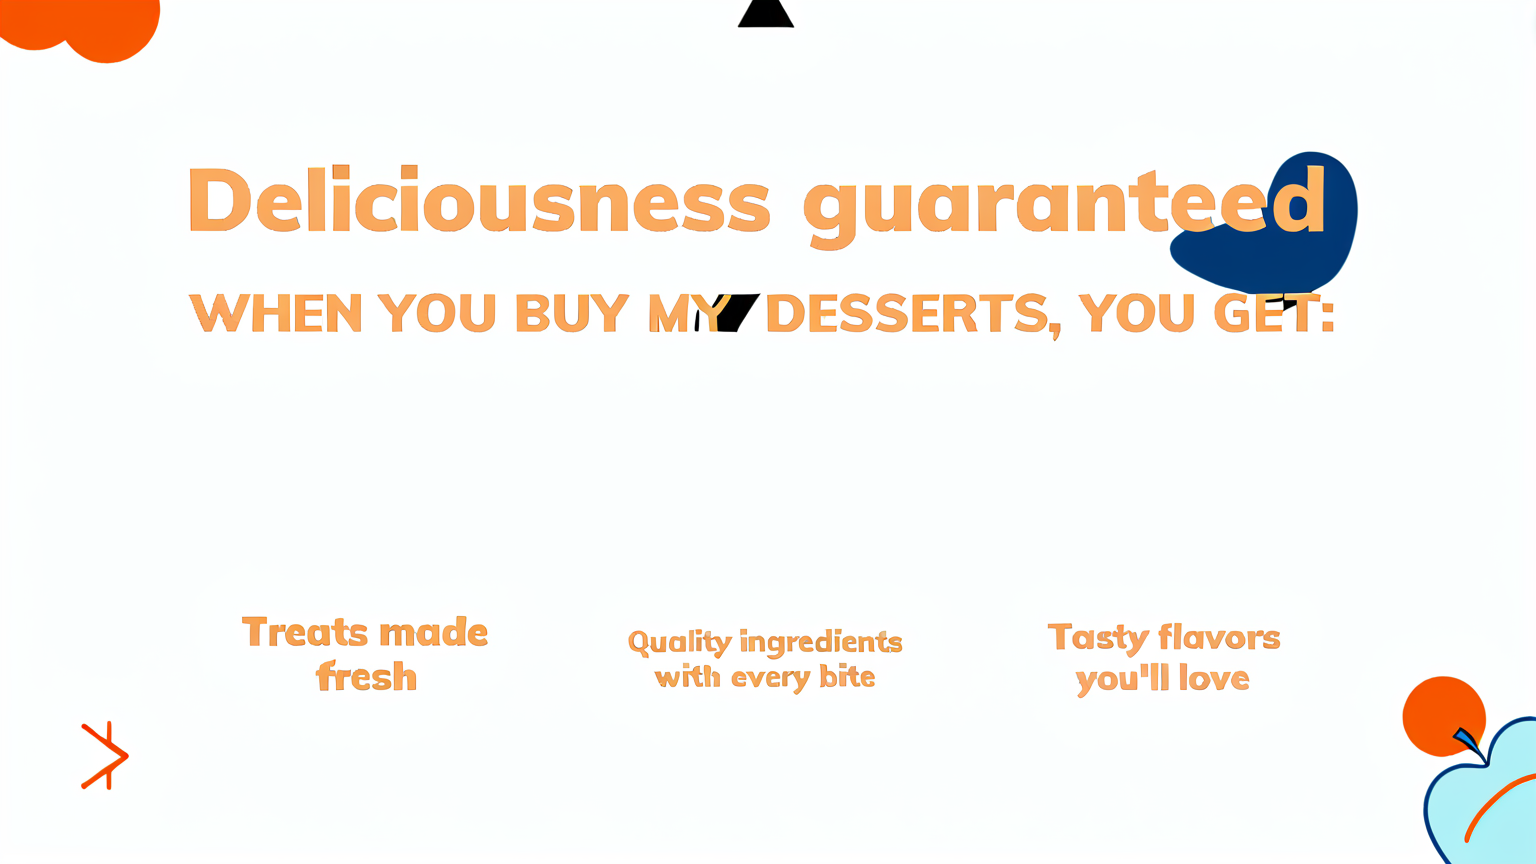 Deliciousness guaranteed
WHEN YOU BUY MY DESSERTS, YOU GET:
Treats made
fresh
Quality ingredients
with every bite
Tasty flavors
you'll love